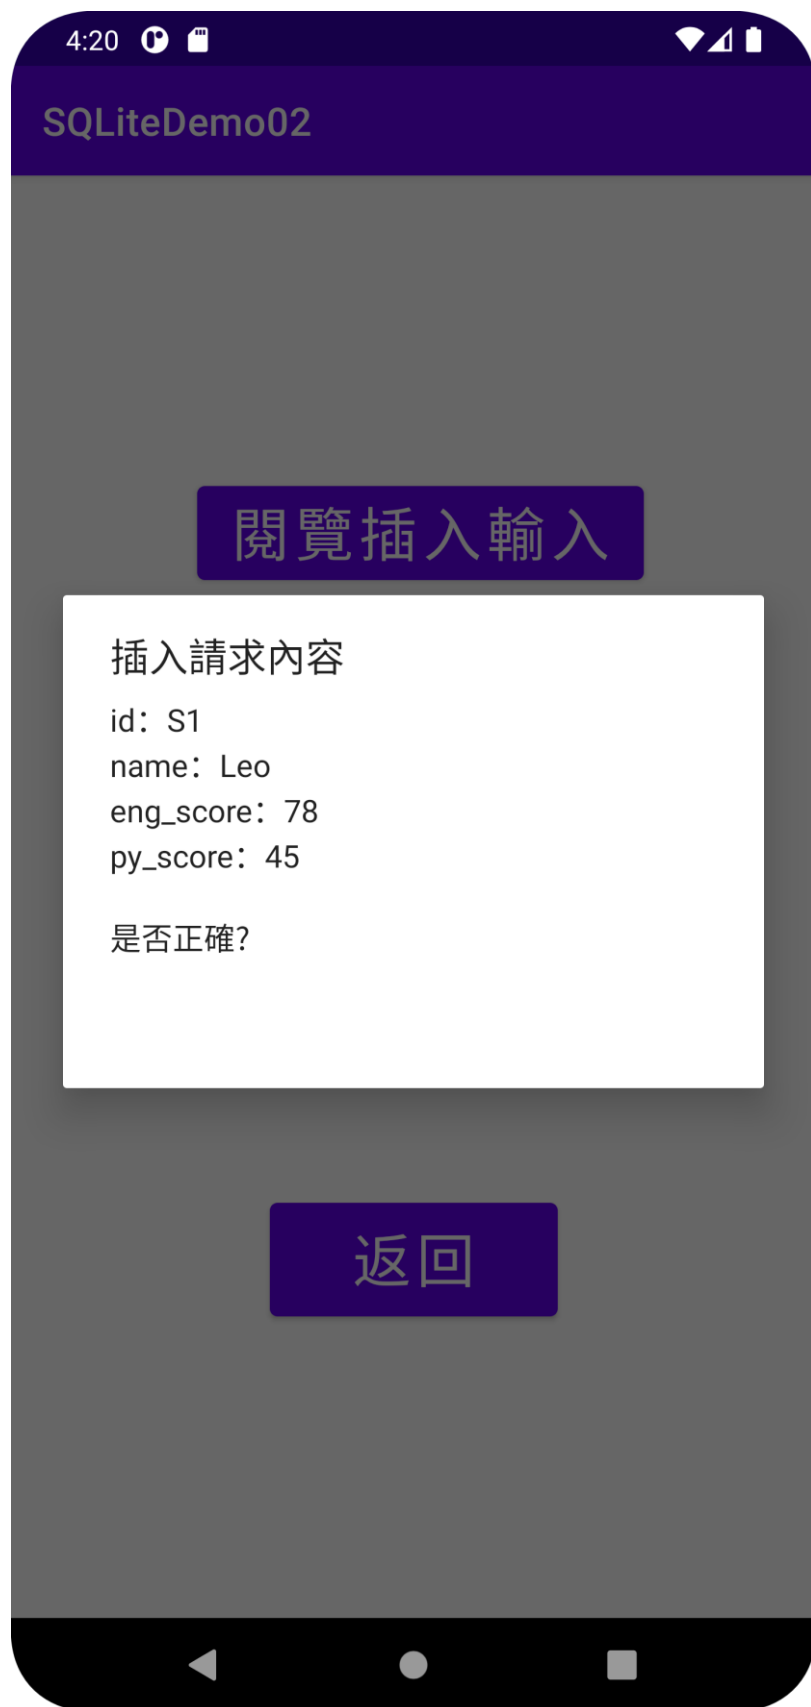 4:20
SQLiteDemo02
閱覽插入輸入
插入請求內容
id：S1
name：Leo
eng_score：78
py_score：45
是否正確?
返回